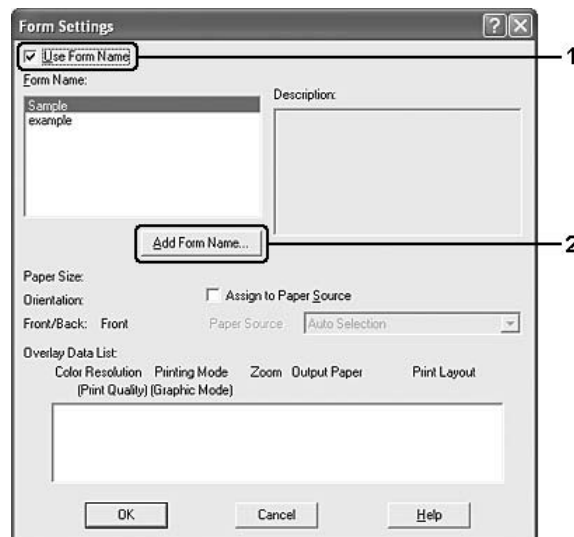 Form Settings
Use Form Name
1
Form Name:
Description:
Sample
example
Add Form Name...
2
Paper Size:
Orientation:
Assign to Paper Source
Front/Back: Front
Paper Source
Auto Selection
Overlay Data List:
Color Resolution Printing Mode Zoom Output Paper Print Layout
(Print Quality) (Graphic Mode)
OK
Cancel
Help